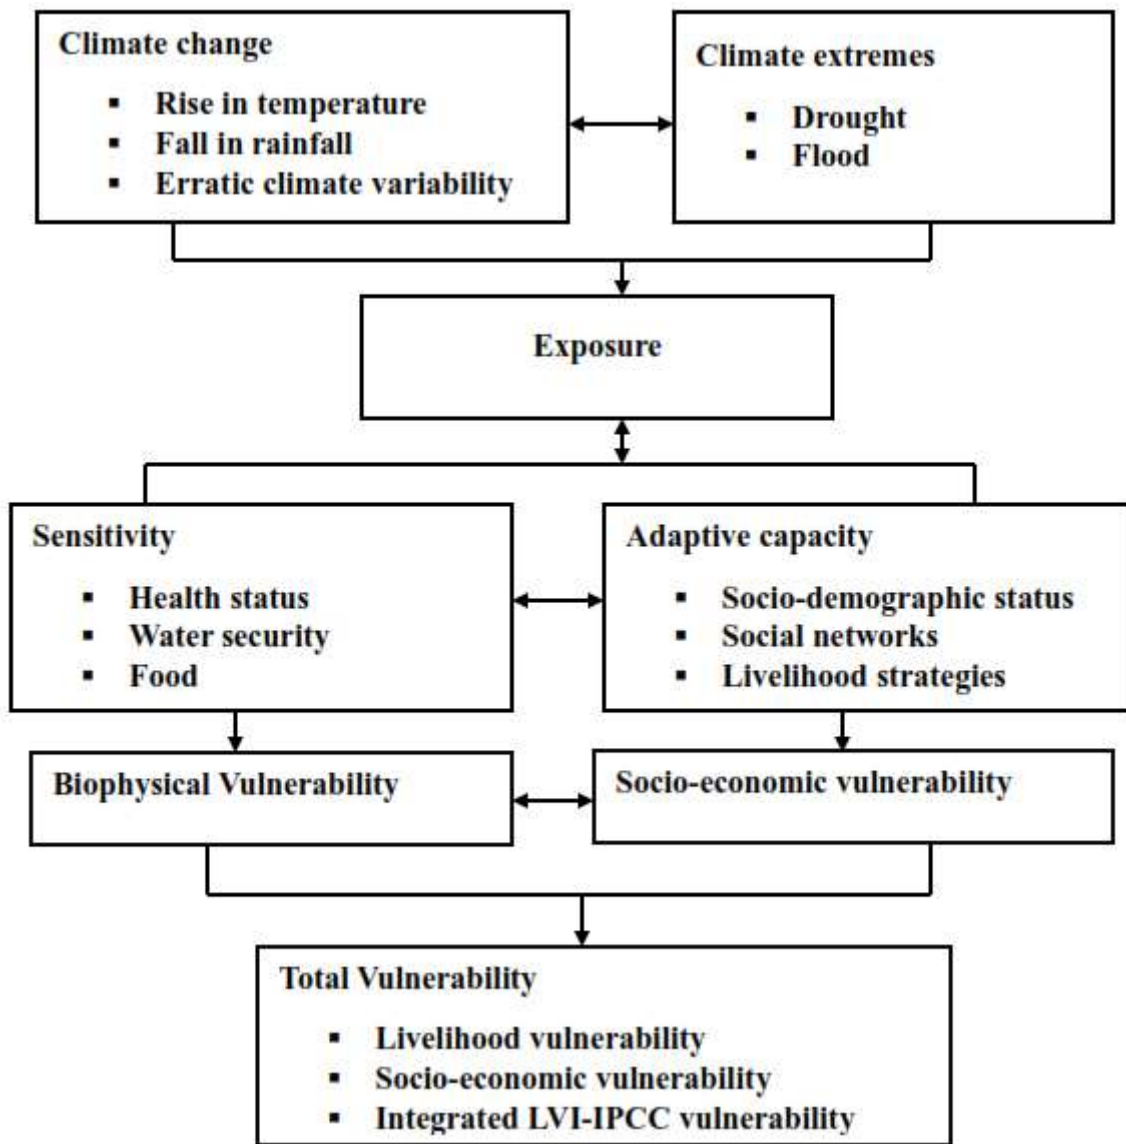 Climate change
▪ Rise in temperature
▪ Fall in rainfall
▪ Erratic climate variability
Climate extremes
▪ Drought
▪ Flood
Exposure
Sensitivity
▪ Health status
▪ Water security
▪ Food
Adaptive capacity
▪ Socio-demographic status
▪ Social networks
▪ Livelihood strategies
Biophysical Vulnerability
Socio-economic vulnerability
Total Vulnerability
▪ Livelihood vulnerability
▪ Socio-economic vulnerability
▪ Integrated LVI-IPCC vulnerability